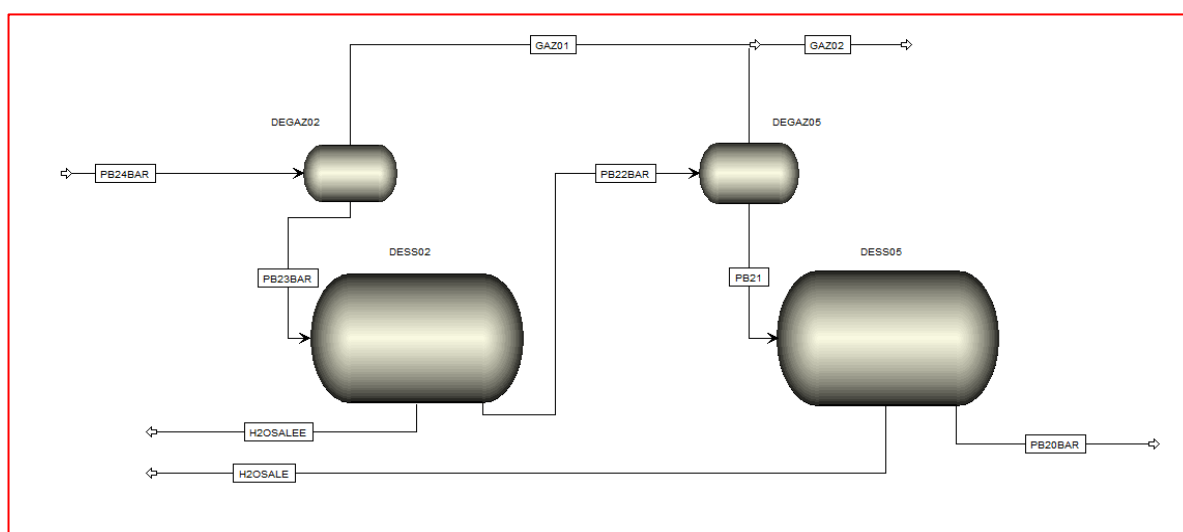 GAZ01
GAZ02
DEGAZ02
DEGAZ05
PB24BAR
PB22BAR
DESS02
DESS05
PB23BAR
PB21
H2OSALEE
PB20BAR
H2OSALE